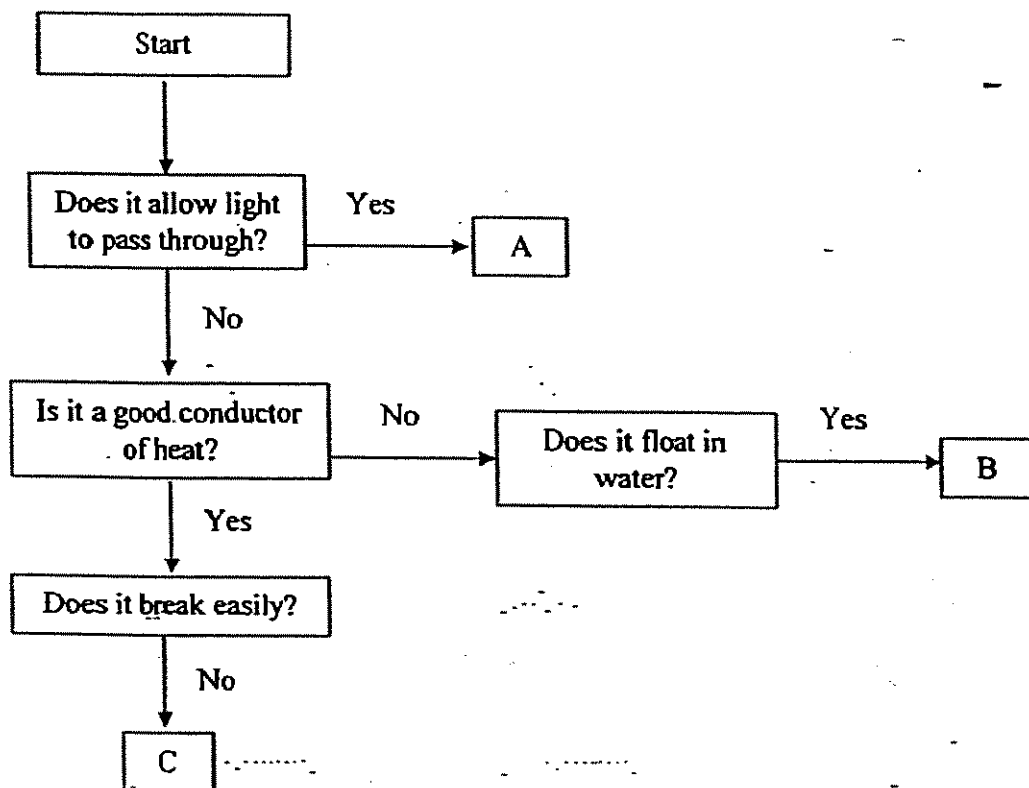 Start
Does it allow light
to pass through?
Yes
A
No
Is it a good conductor
of heat?
No
Does it float in
water?
Yes
B
Yes
Does it break easily?
No
C